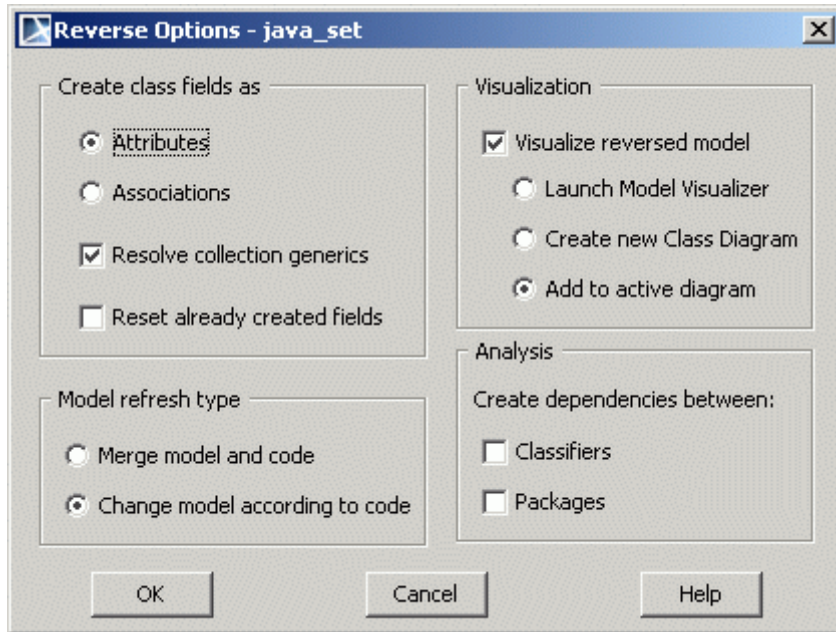 Reverse Options - java_set
Create class fields as
Attributes
Associations
Resolve collection generics
Reset already created fields
Model refresh type
Merge model and code
Change model according to code
Visualization
Visualize reversed model
Launch Model Visualizer
Create new Class Diagram
Add to active diagram
Analysis
Create dependencies between:
Classifiers
Packages
OK
Cancel
Help